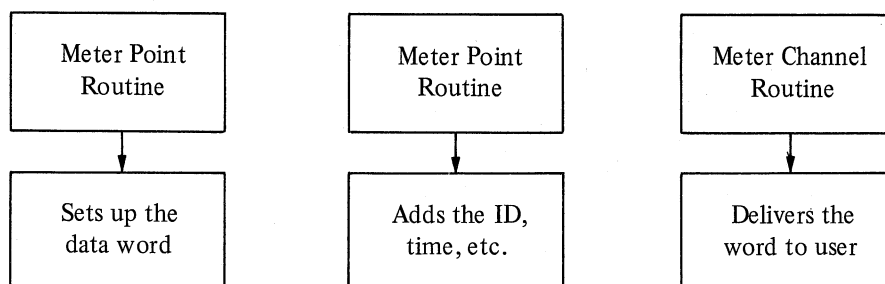 Meter Point
Routine
Meter Point
Routine
Meter Channel
Routine
Sets up the
data word
Adds the ID,
time, etc.
Delivers the
word to user